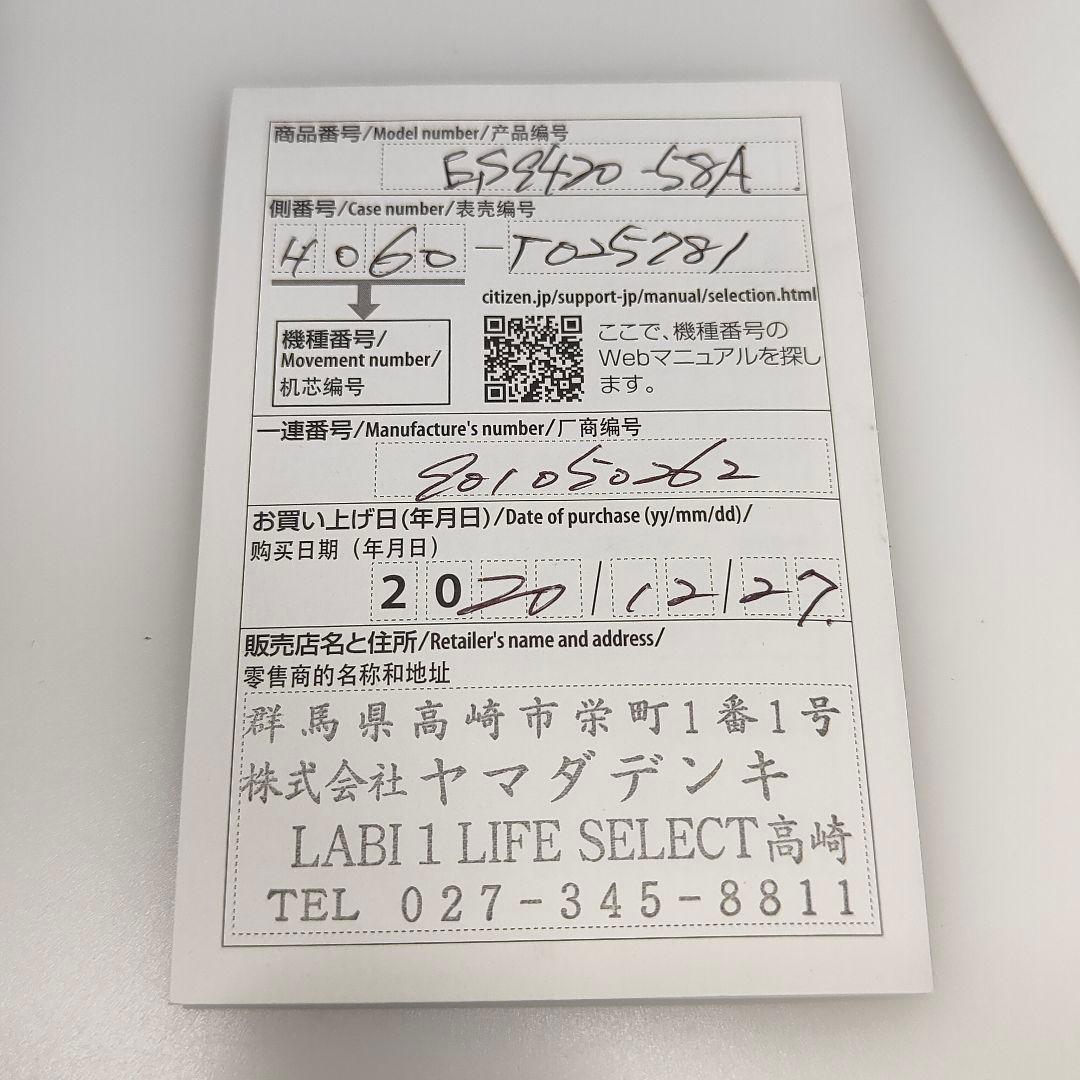 商品番号/Model number/产品编号
ES9420-58A
側番号/Case number/表壳编号
4060-T025781
citizen.jp/support-jp/manual/selection.html
機種番号/
Movement number/
机芯编号
ここで、機種番号の
Webマニュアルを探し
ます。
一連番号/Manufacture's number/厂商编号
901050262
お買い上げ日(年月日)/Date of purchase (yy/mm/dd)/
购买日期（年月日）
2020/12/27
販売店名と住所/Retailer's name and address/
零售商的名称和地址
群馬県高崎市栄町1番1号
株式会社ヤマダデンキ
LABI 1 LIFE SELECT高崎
TEL 027-345-8811